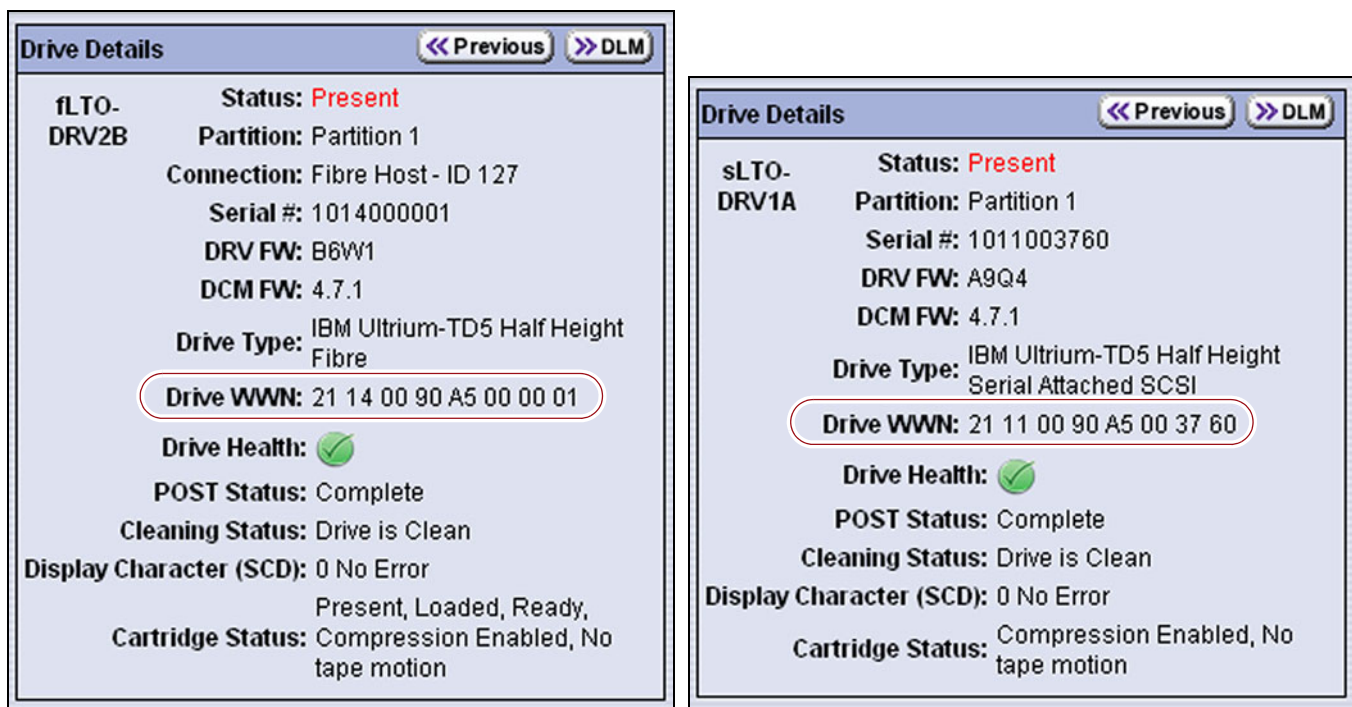 Drive Details
Previous
DLM
fLTO-
DRV2B
Status: Present
Partition: Partition 1
Connection: Fibre Host - ID 127
Serial #: 1014000001
DRV FW: B6W1
DCM FW: 4.7.1
Drive Type: IBM Ultrium-TD5 Half Height
Fibre
Drive WWN: 21 14 00 90 A5 00 00 01
Drive Health:
POST Status: Complete
Cleaning Status: Drive is Clean
Display Character (SCD): 0 No Error
Cartridge Status: Present, Loaded, Ready,
Compression Enabled, No
tape motion
Drive Details
Previous
DLM
sLTO-
DRV1A
Status: Present
Partition: Partition 1
Serial #: 1011003760
DRV FW: A9Q4
DCM FW: 4.7.1
Drive Type: IBM Ultrium-TD5 Half Height
Serial Attached SCSI
Drive WWN: 21 11 00 90 A5 00 37 60
Drive Health:
POST Status: Complete
Cleaning Status: Drive is Clean
Display Character (SCD): 0 No Error
Cartridge Status: Compression Enabled, No
tape motion